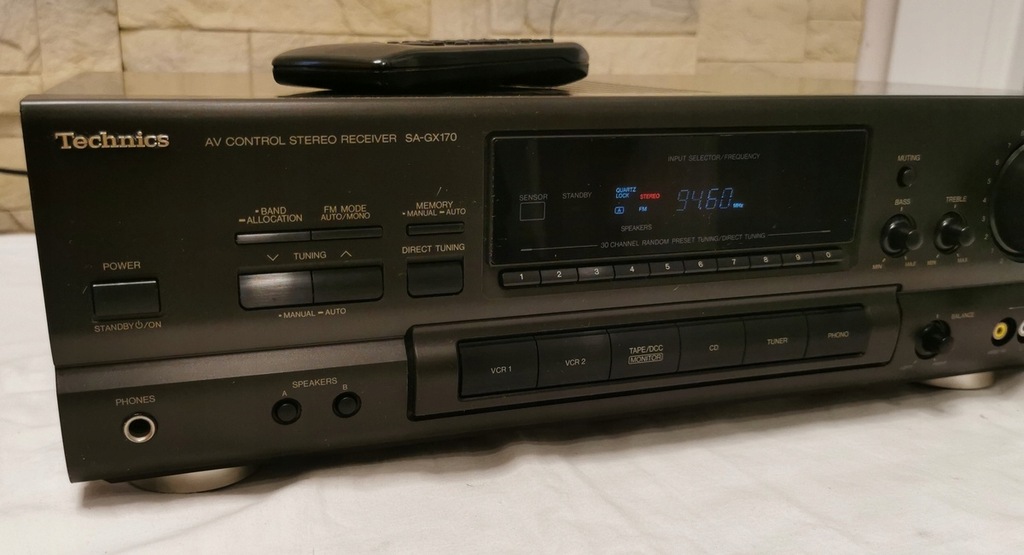 Technics
AV CONTROL STEREO RECEIVER SA-GX170
INPUT SELECTOR/FREQUENCY
SENSOR
STANDBY
QUARTZ
LOCK
STEREO
A
FM
94.60
MHz
SPEAKERS
30 CHANNEL RANDOM PRESET TUNING/DIRECT TUNING
1 2 3 4 5 6 7 8 9 0
BAND
ALLOCATION
FM MODE
AUTO/MONO
MEMORY
MANUAL AUTO
TUNING
DIRECT TUNING
MANUAL AUTO
POWER
STANDBY ⏻/ON
MUTING
BASS
TREBLE
MIN
BALANCE
VCR 1
VCR 2
TAPE/DCC
MONITOR
CD
TUNER
PHONO
PHONES
SPEAKERS
A
B